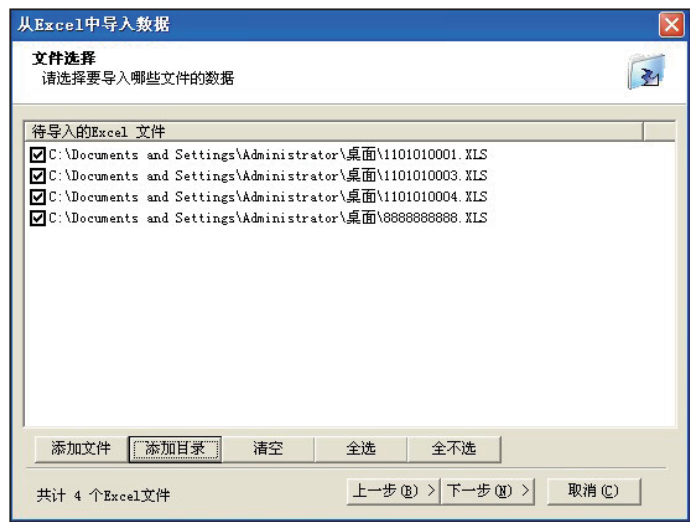 从Excel中导入数据
文件选择
请选择要导入哪些文件的数据
待导入的Excel 文件
C:\Documents and Settings\Administrator\桌面\1101010001.XLS
C:\Documents and Settings\Administrator\桌面\1101010003.XLS
C:\Documents and Settings\Administrator\桌面\1101010004.XLS
C:\Documents and Settings\Administrator\桌面\8888888888.XLS
添加文件 添加目录 清空 全选 全不选
共计 4 个Excel文件 上一步(B) > 下一步(N) > 取消(C)